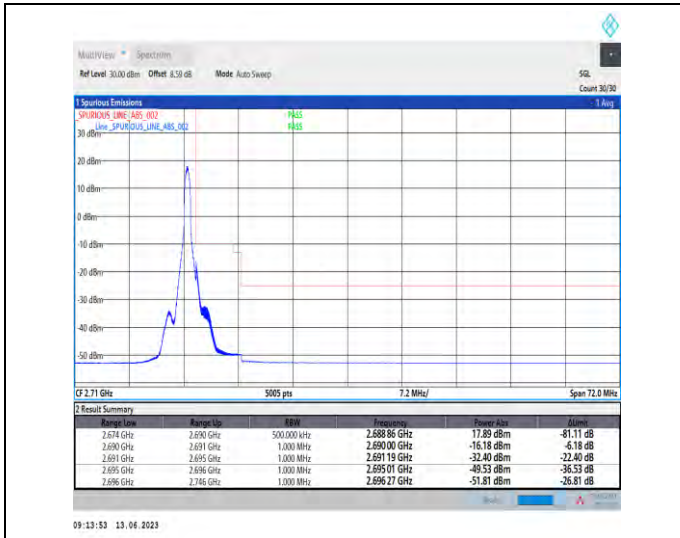 MultiView Spectrum
Ref Level 30.00 dBm Offset 8.59 dB Mode Auto Sweep SGL
Count 30/30
1 Spurious Emissions 1 Avg
_SPURIOUS_LINE_ABS_002 PASS
Line _SPURIOUS_LINE_ABS_002 PASS
30 dBm
20 dBm
10 dBm
0 dBm
-10 dBm
-20 dBm
-30 dBm
-40 dBm
-50 dBm
CF 2.71 GHz 5005 pts 7.2 MHz/ Span 72.0 MHz
2 Result Summary
Range Low Range Up RBW Frequency Power Abs ΔLimit
2.674 GHz 2.690 GHz 500.000 kHz 2.688 86 GHz 17.89 dBm -81.11 dB
2.690 GHz 2.691 GHz 1.000 MHz 2.690 00 GHz -16.18 dBm -6.18 dB
2.691 GHz 2.695 GHz 1.000 MHz 2.691 19 GHz -32.40 dBm -22.40 dB
2.695 GHz 2.696 GHz 1.000 MHz 2.695 01 GHz -49.53 dBm -36.53 dB
2.696 GHz 2.746 GHz 1.000 MHz 2.696 27 GHz -51.81 dBm -26.81 dB
09:13:53 13.06.2023